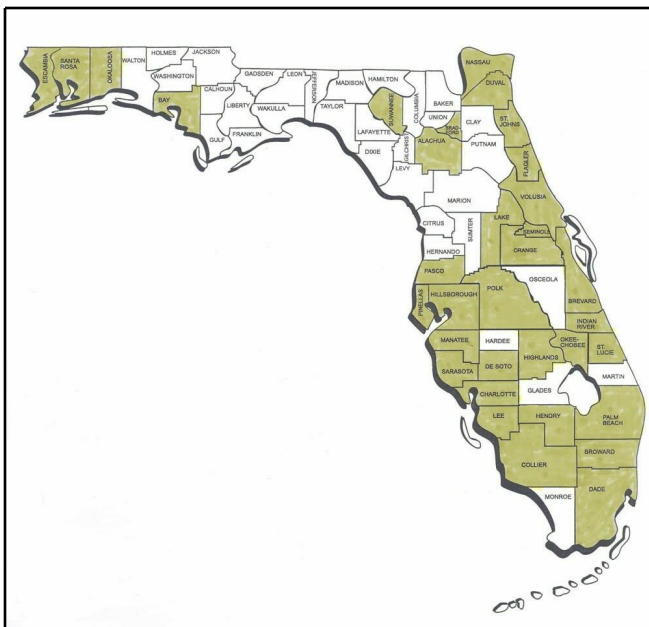 ESCAMBIA
SANTA
ROSA
OKALOOSA
WALTON
HOLMES
JACKSON
WASHINGTON
BAY
CALHOUN
GULF
LIBERTY
GADSDEN
FRANKLIN
WAKULLA
LEON
JEFFERSON
MADISON
TAYLOR
HAMILTON
SUWANNEE
LAFAYETTE
DIXIE
COLUMBIA
GILCHRIST
LEVY
BAKER
UNION
BRAD-
FORD
ALACHUA
NASSAU
DUVAL
CLAY
ST.
JOHNS
PUTNAM
FLAGLER
MARION
VOLUSIA
CITRUS
SUMTER
LAKE
SEMINOLE
ORANGE
HERNANDO
PASCO
OSCEOLA
POLK
HILLSBOROUGH
PINELLAS
BREVARD
INDIAN
RIVER
MANATEE
HARDEE
HIGHLANDS
OKEE-
CHOBEE
ST.
LUCIE
SARASOTA
DE SOTO
MARTIN
CHARLOTTE
GLADES
LEE
HENDRY
PALM
BEACH
COLLIER
BROWARD
MONROE
DADE